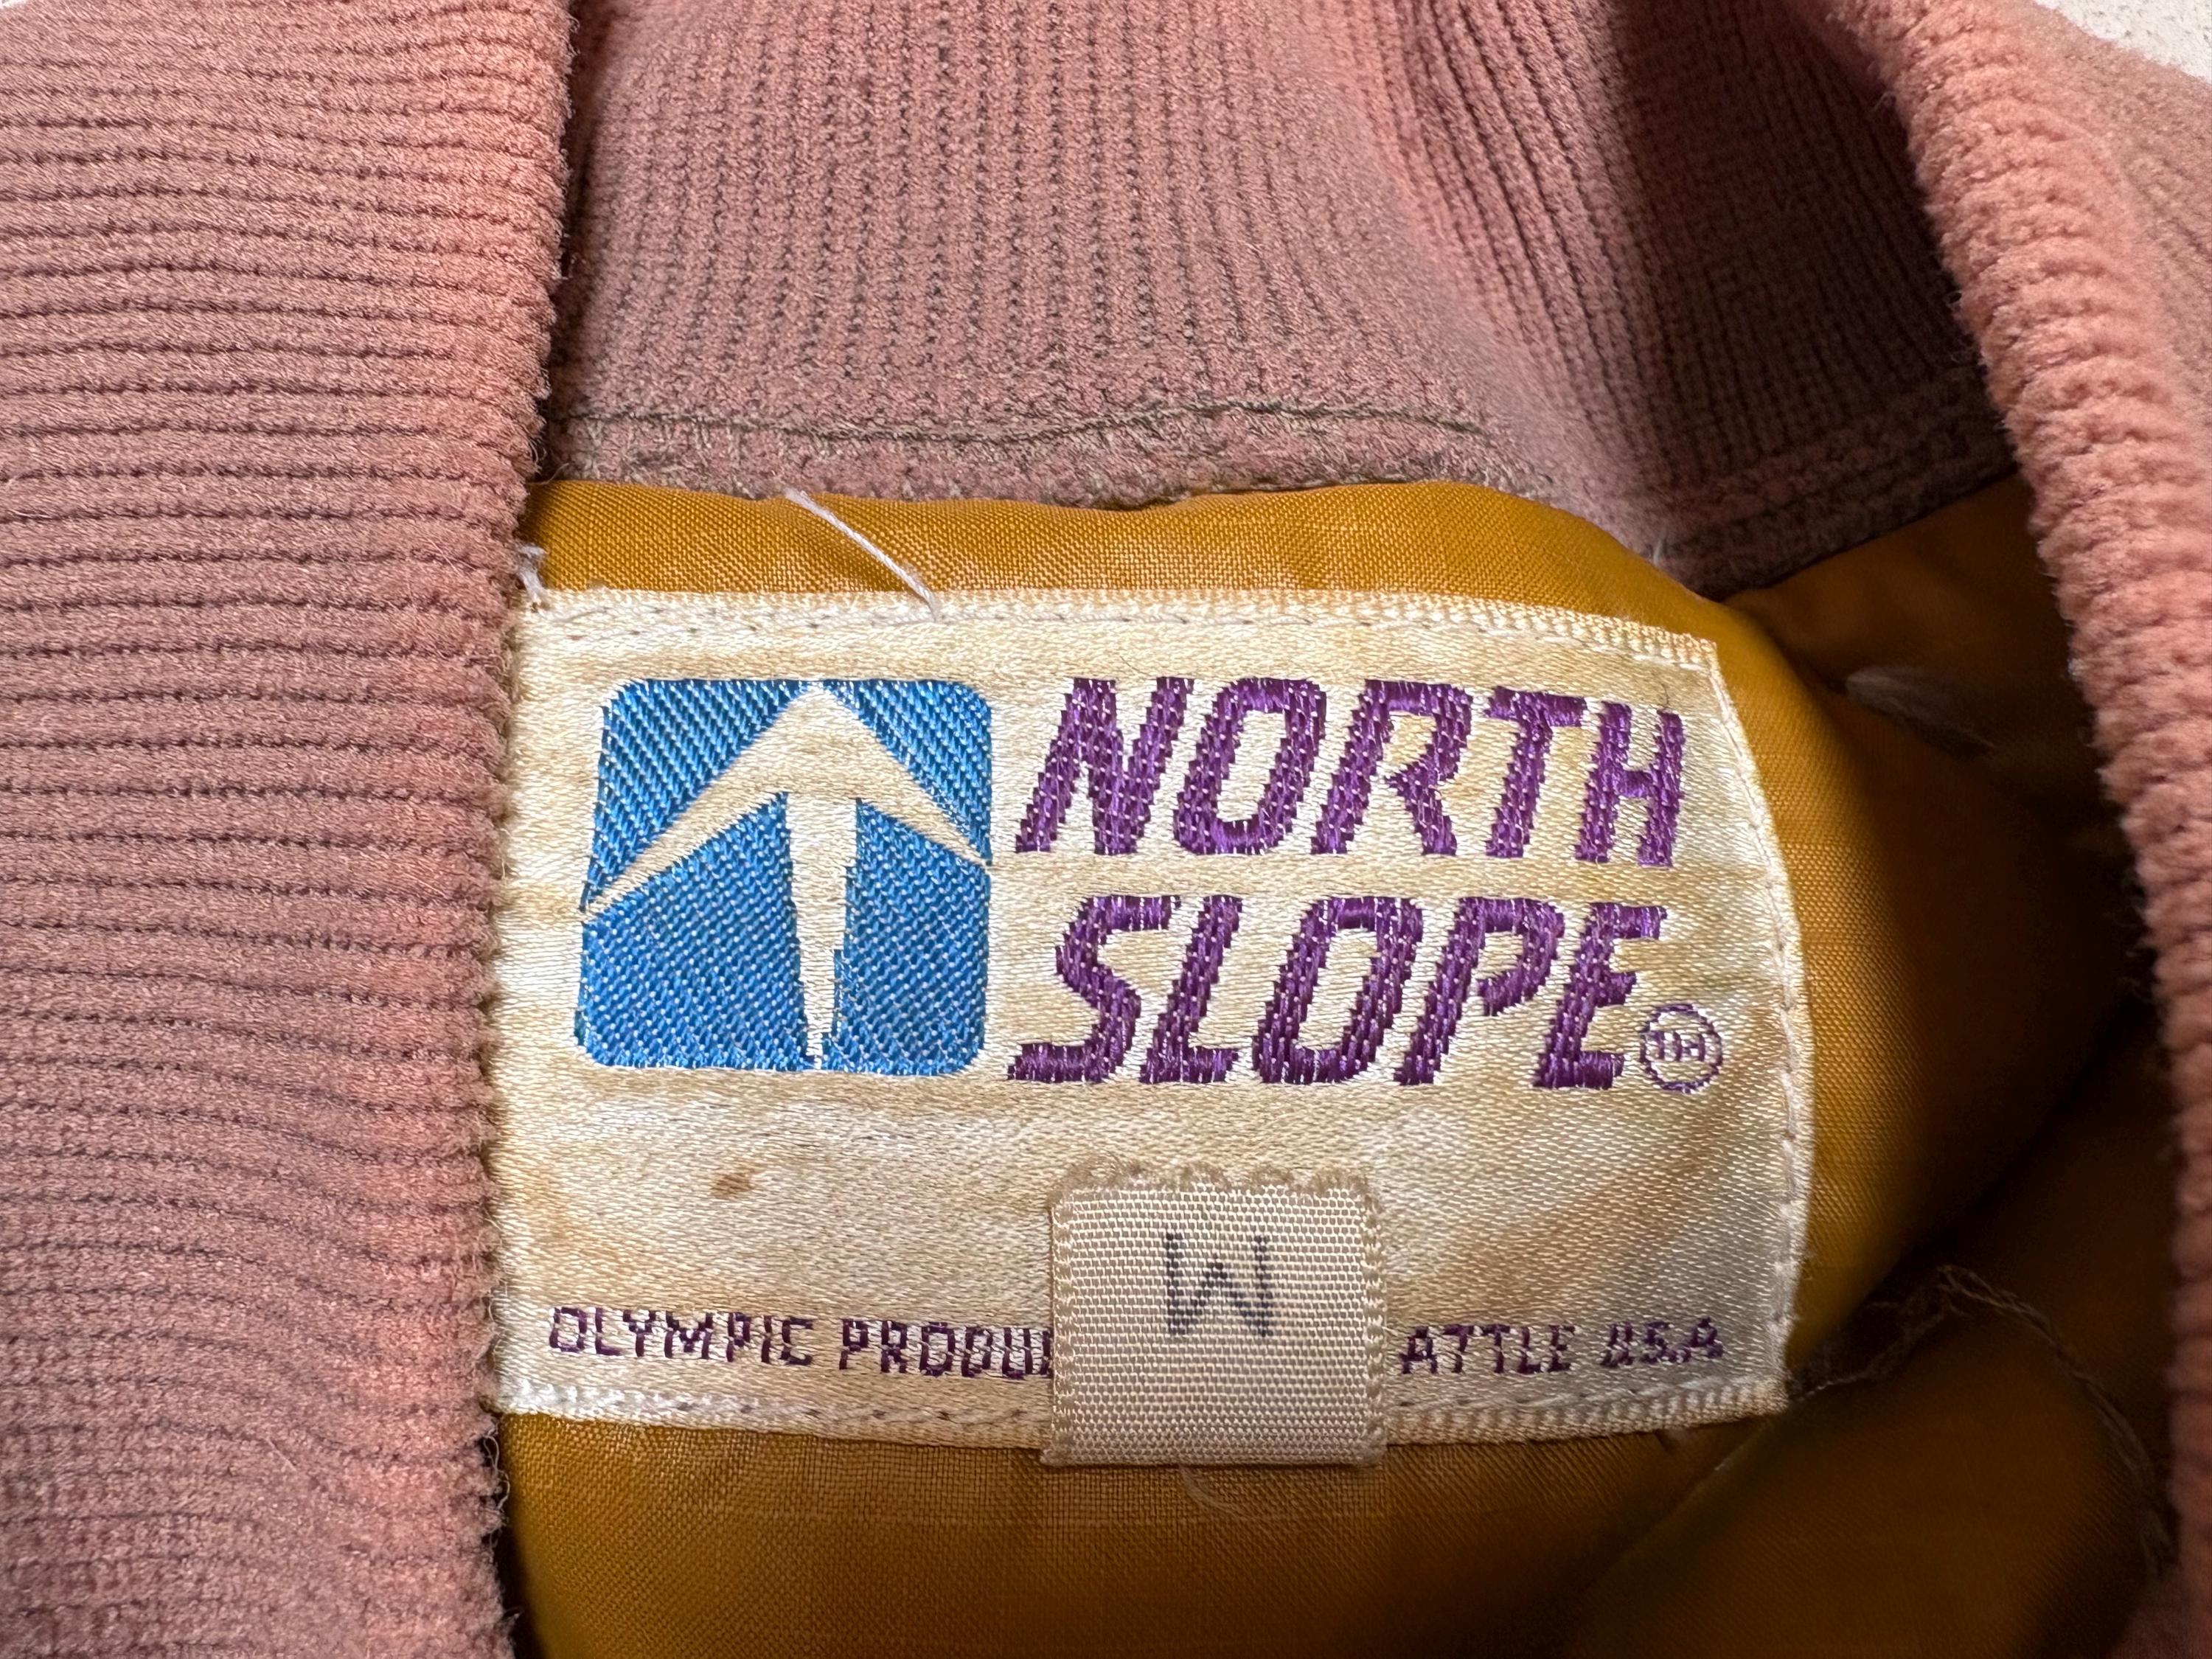 NORTH
SLOPE
M
OLYMPIC PRODU ATTLE USA